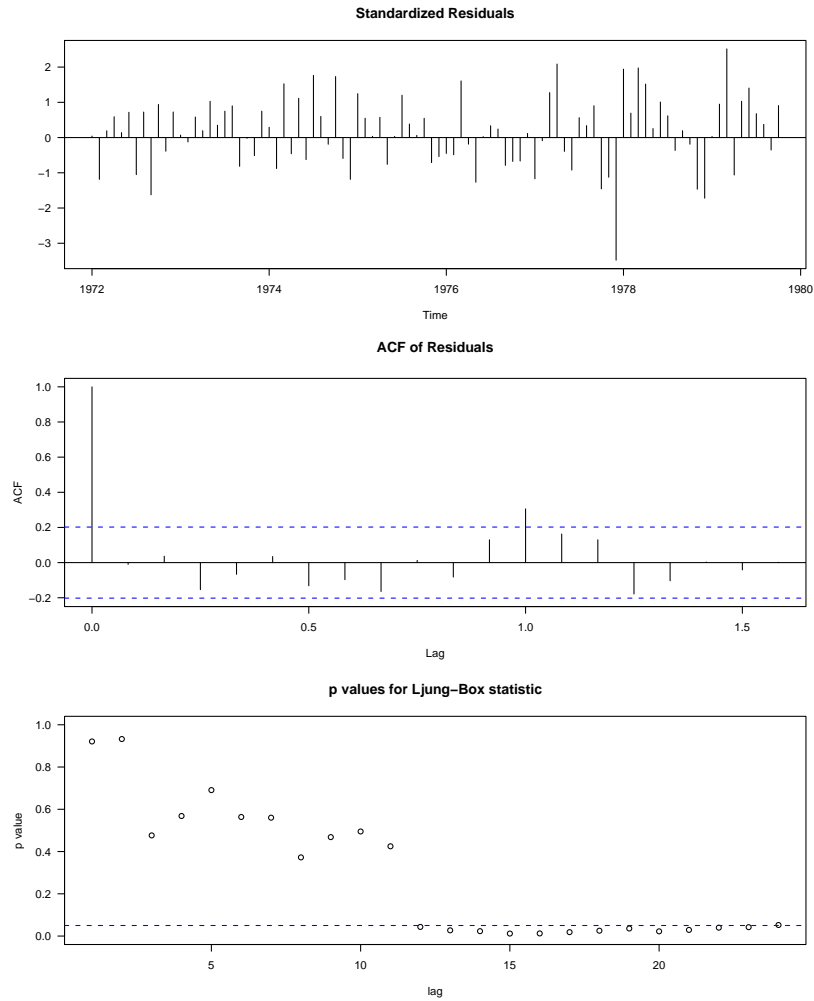 Standardized Residuals
2
1
0
−1
−2
−3
1972 1974 1976 1978 1980
Time
ACF of Residuals
ACF
1.0
0.8
0.6
0.4
0.2
0.0
−0.2
0.0 0.5 1.0 1.5
Lag
p values for Ljung−Box statistic
p value
1.0
0.8
0.6
0.4
0.2
0.0
5 10 15 20
lag